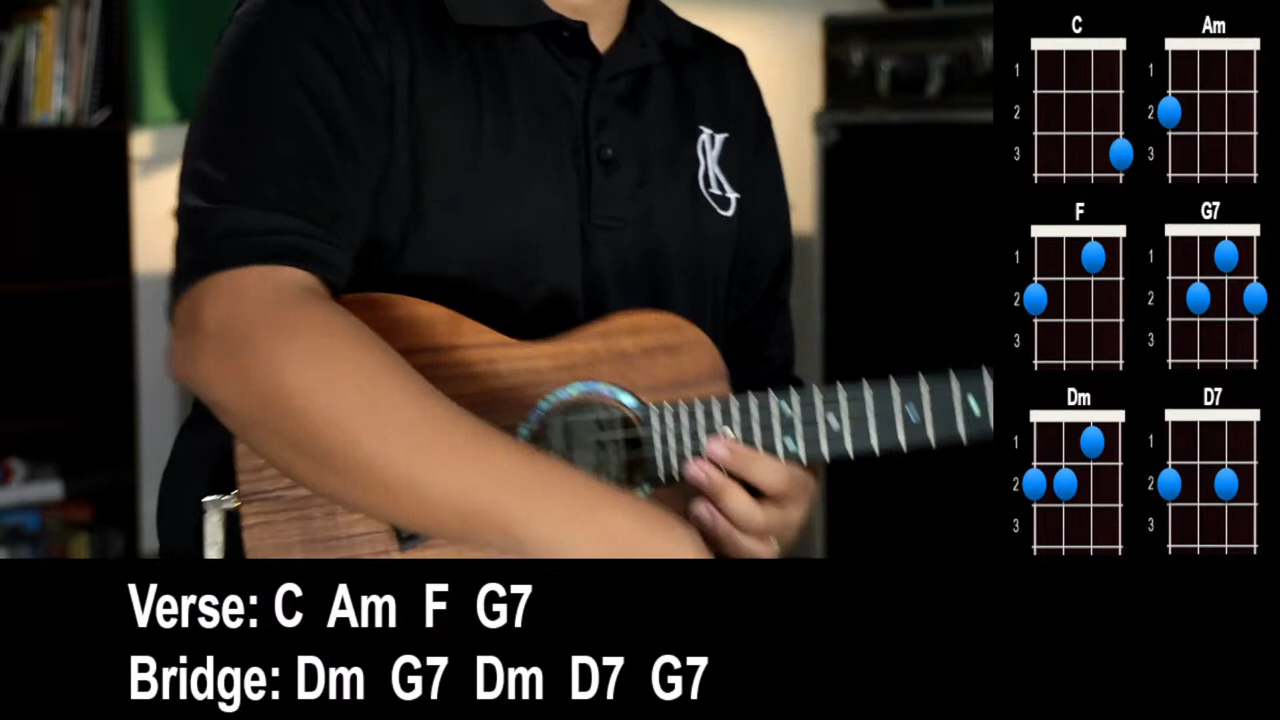 C Am
1 1
2 2
3 3
F G7
1 1
2 2
3 3
Dm D7
1 1
2 2
3 3
K
Verse: C Am F G7
Bridge: Dm G7 Dm D7 G7